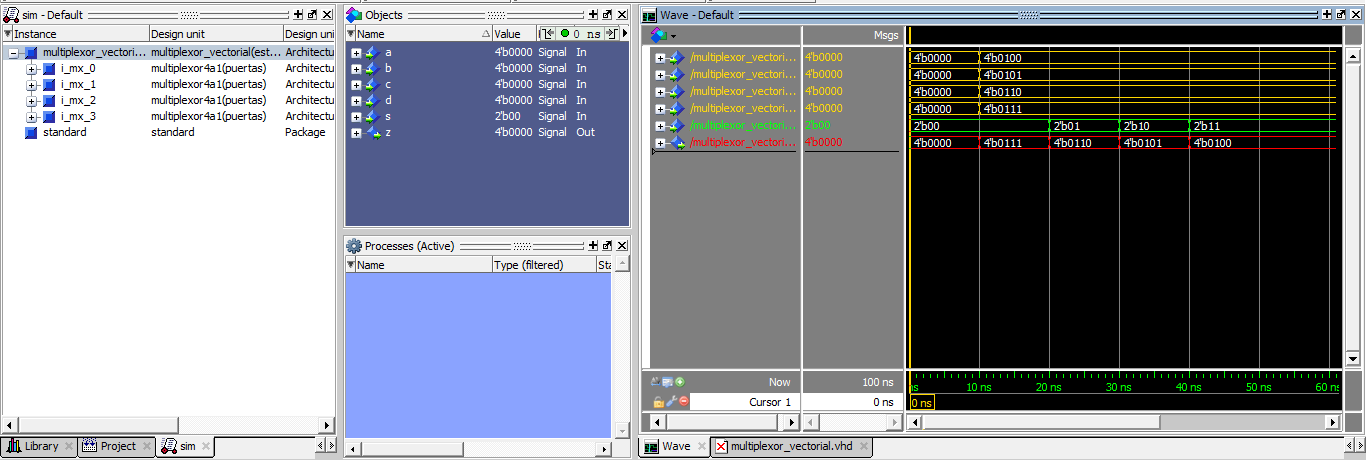 sim - Default
Instance Design unit Design uni
multiplexor_vectori... multiplexor_vectorial(est... Architectu
i_mx_0 multiplexor4a1(puertas) Architectu
i_mx_1 multiplexor4a1(puertas) Architectu
i_mx_2 multiplexor4a1(puertas) Architectu
i_mx_3 multiplexor4a1(puertas) Architectu
standard standard Package
Library Project sim
Objects
Name Value 0 ns
a 4'b0000 Signal In
b 4'b0000 Signal In
c 4'b0000 Signal In
d 4'b0000 Signal In
s 2'b00 Signal In
z 4'b0000 Signal Out
Processes (Active)
Name Type (filtered) Sta
Wave - Default
Msgs
/multiplexor_vectori... 4'b0000 4'b0000 4'b0100
/multiplexor_vectori... 4'b0000 4'b0000 4'b0101
/multiplexor_vectori... 4'b0000 4'b0000 4'b0110
/multiplexor_vectori... 4'b0000 4'b0000 4'b0111
/multiplexor_vectori... 2'b00 2'b00 2'b01 2'b10 2'b11
/multiplexor_vectori... 4'b0000 4'b0000 4'b0111 4'b0110 4'b0101 4'b0100
Now 100 ns ns 10 ns 20 ns 30 ns 40 ns 50 ns 60 ns
Cursor 1 0 ns 0 ns
Wave multiplexor_vectorial.vhd